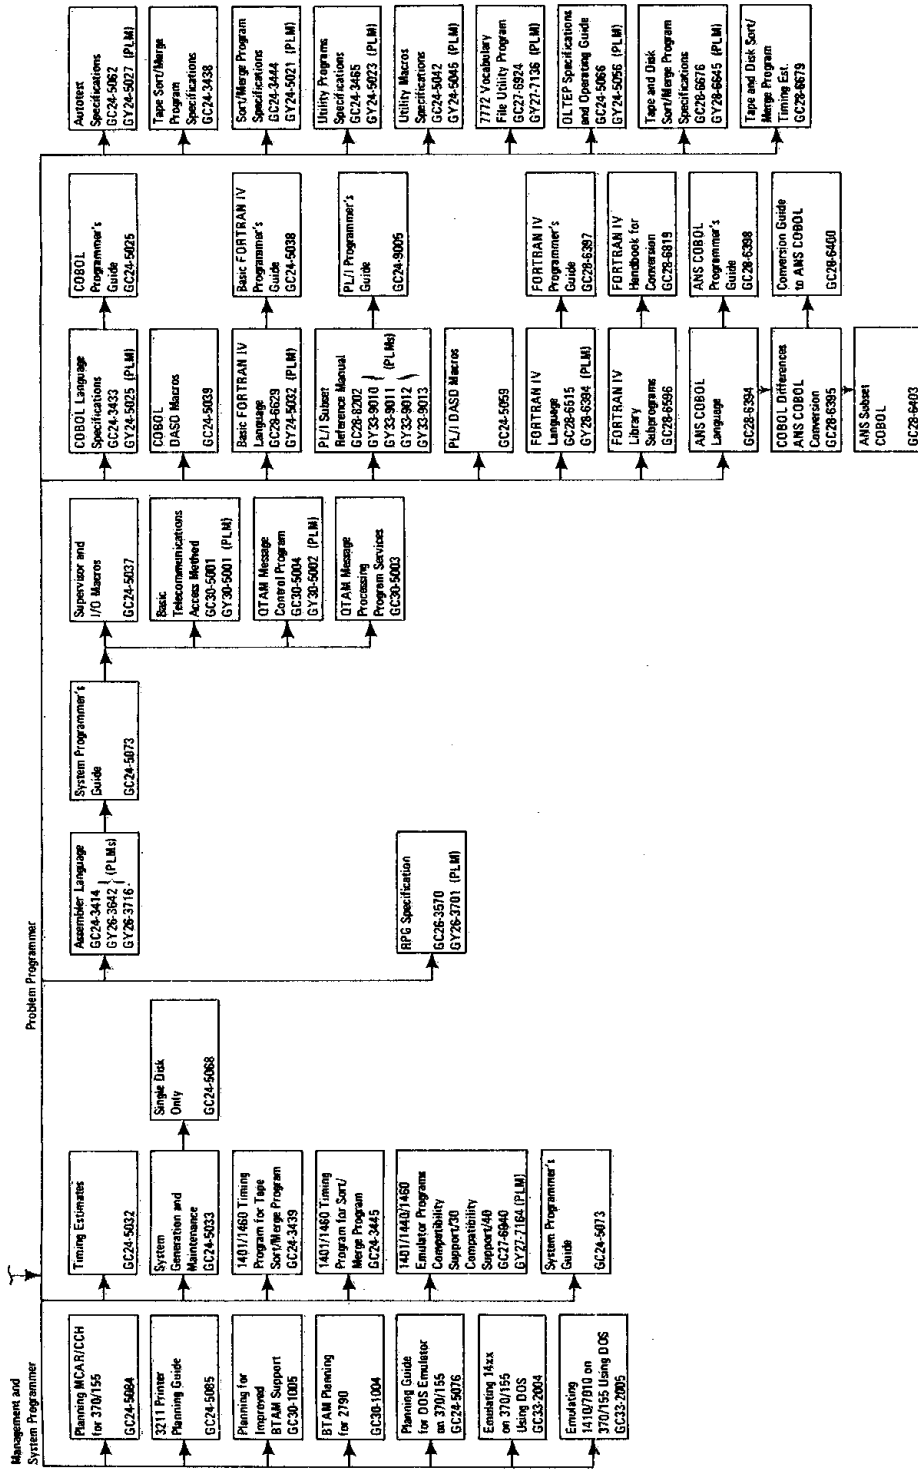 Management and
System Programmer
Planning MCAR/CCH
for 370/155
GC24-5084
3211 Printer
Planning Guide
GC24-5085
Planning for
Improved
BTAM Support
GC30-1005
BTAM Planning
for 2790
GC30-1004
Planning Guide
for DOS Emulator
on 370/155
GC24-5076
Emulating 14xx
on 370/155
Using DOS
GC33-2004
Emulating
1410/7010 on
370/155 Using DOS
GC33-2005
Timing Estimates
GC24-5032
System
Generation and
Maintenance
GC24-5033
1401/1460 Timing
Program for Tape
Sort/Merge Program
GC24-3439
1401/1460 Timing
Program for Sort/
Merge Program
GC24-3445
1401/1440/1460
Emulator Programs
Compatibility
Support/30
Compatibility
Support/40
GC27-6940
GY27-7164 (PLM)
System Programmer's
Guide
GC24-5073
Single Disk
Only
GC24-5068
Problem Programmer
Assembler Language
GC24-3414
GY26-3642 (PLMs)
GY26-3716
RPG Specification
GC26-3570
GY26-3701 (PLM)
System Programmer's
Guide
GC24-5073
Supervisor and
I/O Macros
GC24-5037
Basic
Telecommunications
Access Method
GC30-5001
GY30-5001 (PLM)
QTAM Message
Control Program
GC30-5004
GY30-5002 (PLM)
QTAM Message
Processing
Program Services
GC30-5003
COBOL Language
Specifications
GC24-3433
GY24-5025 (PLM)
COBOL
DASD Macros
GC24-5039
Basic FORTRAN IV
Language
GC28-6629
GY24-5032 (PLM)
PL/I Subset
Reference Manual
GC28-8202
GY33-9010
GY33-9011 (PLMs)
GY33-9012
GY33-9013
PL/I DASD Macros
GC24-5059
FORTRAN IV
Language
GC28-6515
GY28-6394 (PLM)
FORTRAN IV
Library
Subprograms
GC28-6596
ANS COBOL
Language
GC28-6394
COBOL Differences
ANS COBOL
Conversion
GC28-6395
ANS Subset
COBOL
GC28-6403
COBOL
Programmer's
Guide
GC24-5025
Basic FORTRAN IV
Programmer's
Guide
GC24-5038
PL/I Programmer's
Guide
GC24-9005
FORTRAN IV
Programmer's
Guide
GC28-6397
FORTRAN IV
Handbook for
Conversion
GC28-6819
ANS COBOL
Programmer's
Guide
GC28-6398
Conversion Guide
to ANS COBOL
GC28-6400
Autotest
Specifications
GC24-5062
GY24-5027 (PLM)
Tape Sort/Merge
Program
Specifications
GC24-3438
Sort/Merge Program
Specifications
GC24-3444
GY24-5021 (PLM)
Utility Programs
Specifications
GC24-3465
GY24-5023 (PLM)
Utility Macros
Specifications
GC24-5042
GY24-5045 (PLM)
7772 Vocabulary
File Utility Program
GC27-6924
GY27-7136 (PLM)
OLTEP Specifications
and Operating Guide
GC24-5066
GY24-5056 (PLM)
Tape and Disk
Sort/Merge Program
Specifications
GC28-6676
GY28-6645 (PLM)
Tape and Disk Sort/
Merge Program
Timing Est.
GC28-6679